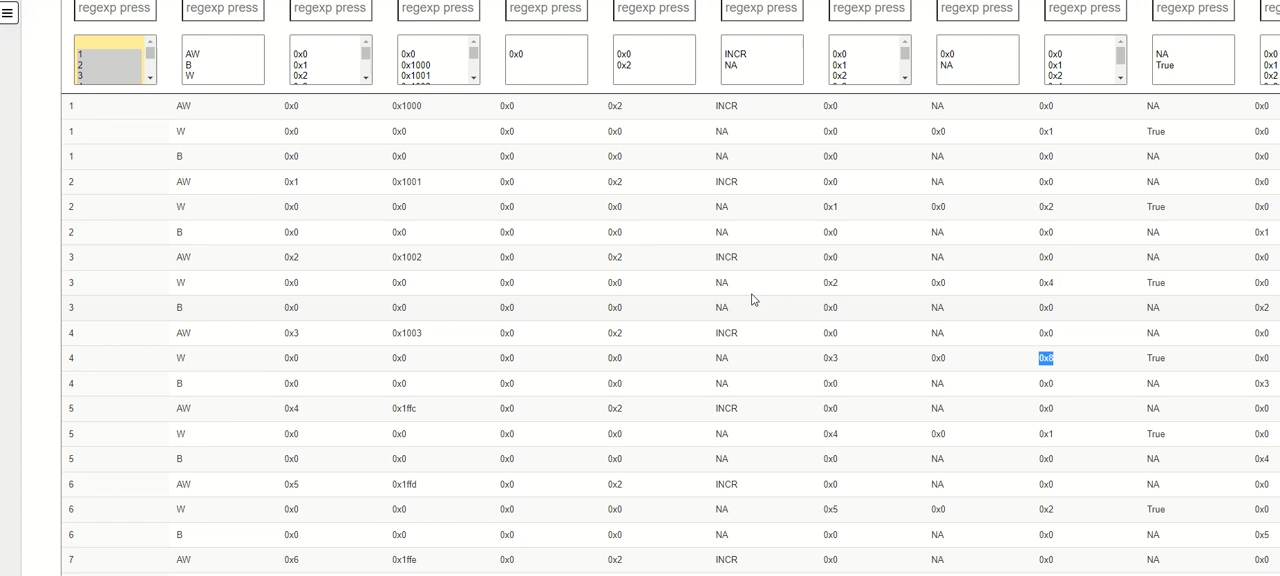 regexp press regexp press regexp press regexp press regexp press regexp press regexp press regexp press regexp press regexp press regexp press
1 AW 0x0 0x0 0x0 0x0 INCR 0x0 0x0 0x0 NA 0x0
2 B 0x1 0x1000 0x2 NA 0x1 NA 0x1 True 0x1
3 W 0x2 0x1001 0x2 0x2 0x2
1 AW 0x0 0x1000 0x0 0x2 INCR 0x0 NA 0x0 NA 0x0
1 W 0x0 0x0 0x0 0x0 NA 0x0 0x0 0x1 True 0x0
1 B 0x0 0x0 0x0 0x0 NA 0x0 NA 0x0 NA 0x0
2 AW 0x1 0x1001 0x0 0x2 INCR 0x0 NA 0x0 NA 0x0
2 W 0x0 0x0 0x0 0x0 NA 0x1 0x0 0x2 True 0x0
2 B 0x0 0x0 0x0 0x0 NA 0x0 NA 0x0 NA 0x1
3 AW 0x2 0x1002 0x0 0x2 INCR 0x0 NA 0x0 NA 0x0
3 W 0x0 0x0 0x0 0x0 NA 0x2 0x0 0x4 True 0x0
3 B 0x0 0x0 0x0 0x0 NA 0x0 NA 0x0 NA 0x2
4 AW 0x3 0x1003 0x0 0x2 INCR 0x0 NA 0x0 NA 0x0
4 W 0x0 0x0 0x0 0x0 NA 0x3 0x0 0x8 True 0x0
4 B 0x0 0x0 0x0 0x0 NA 0x0 NA 0x0 NA 0x3
5 AW 0x4 0x1ffc 0x0 0x2 INCR 0x0 NA 0x0 NA 0x0
5 W 0x0 0x0 0x0 0x0 NA 0x4 0x0 0x1 True 0x0
5 B 0x0 0x0 0x0 0x0 NA 0x0 NA 0x0 NA 0x4
6 AW 0x5 0x1ffd 0x0 0x2 INCR 0x0 NA 0x0 NA 0x0
6 W 0x0 0x0 0x0 0x0 NA 0x5 0x0 0x2 True 0x0
6 B 0x0 0x0 0x0 0x0 NA 0x0 NA 0x0 NA 0x5
7 AW 0x6 0x1ffe 0x0 0x2 INCR 0x0 NA 0x0 NA 0x0